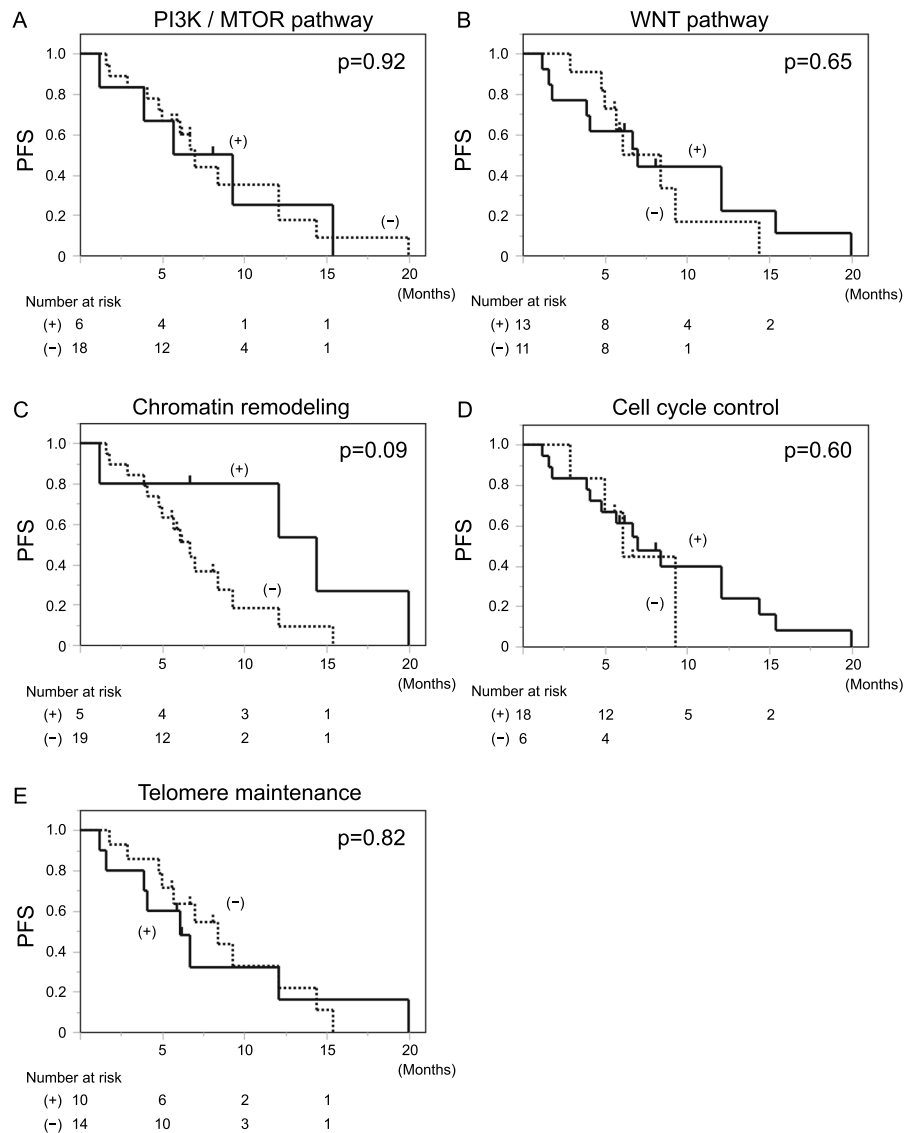 A PI3K / MTOR pathway
1.0
p=0.92
0.8
0.6
(+)
PFS
0.4
0.2
(−)
0
5 10 15 20
(Months)
Number at risk
(+) 6 4 1 1
(−) 18 12 4 1
B WNT pathway
1.0
p=0.65
0.8
0.6
(+)
PFS
0.4
0.2
(−)
0
5 10 15 20
(Months)
Number at risk
(+) 13 8 4 2
(−) 11 8 1
C Chromatin remodeling
1.0
p=0.09
(+)
0.8
0.6
PFS
0.4
(−)
0.2
0
5 10 15 20
(Months)
Number at risk
(+) 5 4 3 1
(−) 19 12 2 1
D Cell cycle control
1.0
p=0.60
0.8
0.6
(+)
PFS
0.4
0.2
(−)
0
5 10 15 20
(Months)
Number at risk
(+) 18 12 5 2
(−) 6 4
E Telomere maintenance
1.0
p=0.82
0.8
0.6
(−)
PFS
(+)
0.4
0.2
0
5 10 15 20
(Months)
Number at risk
(+) 10 6 2 1
(−) 14 10 3 1